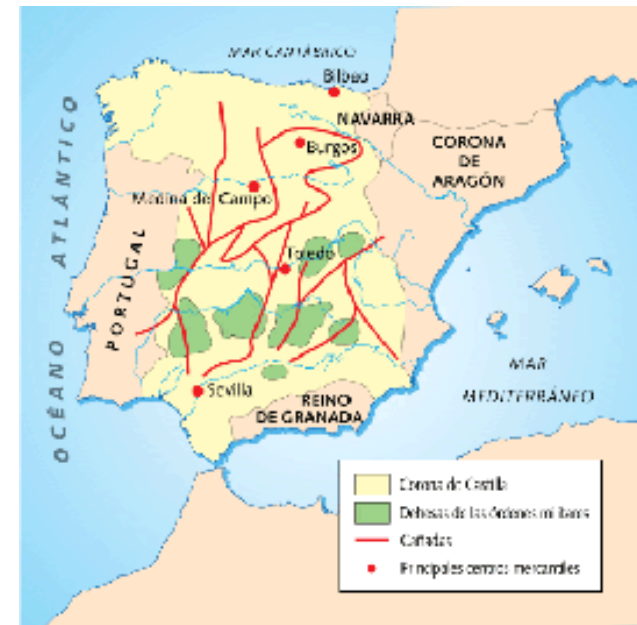 MAR CANTÁBRICO
Bilbao
NAVARRA
Burgos
CORONA
DE
ARAGÓN
OCÉANO ATLÁNTICO
Medina del Campo
PORTUGAL
Toledo
Sevilla
REINO
DE GRANADA
MAR
MEDITERRÁNEO
Corona de Castilla
Dehesas de las órdenes militares
Cañadas
Principales centros mercantiles